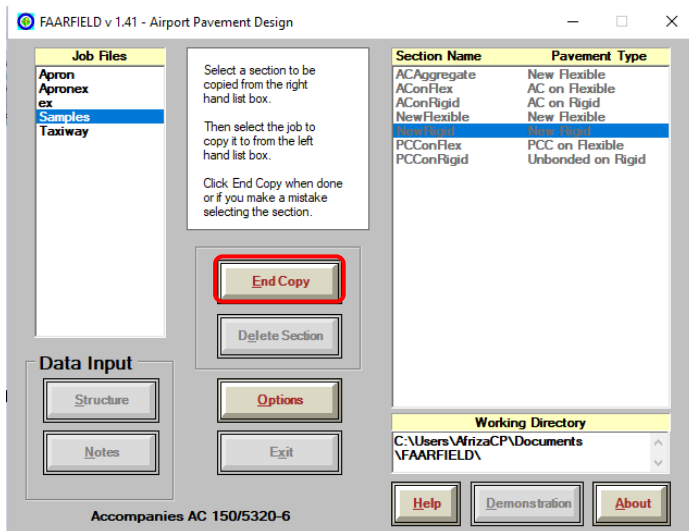 FAARFIELD v 1.41 - Airport Pavement Design
Job Files
Apron
Apronex
ex
Samples
Taxiway
Select a section to be
copied from the right
hand list box.
Then select the job to
copy it to from the left
hand list box.
Click End Copy when done
or if you make a mistake
selecting the section.
End Copy
Delete Section
Data Input
Structure
Notes
Options
Exit
Accompanies AC 150/5320-6
Section Name Pavement Type
ACAggregate New Flexible
AConFlex AC on Flexible
AConRigid AC on Rigid
NewFlexible New Flexible
NewRigid New Rigid
PCConFlex PCC on Flexible
PCConRigid Unbonded on Rigid
Working Directory
C:\Users\AfrizaCP\Documents
\FAARFIELD\
Help
Demonstration
About